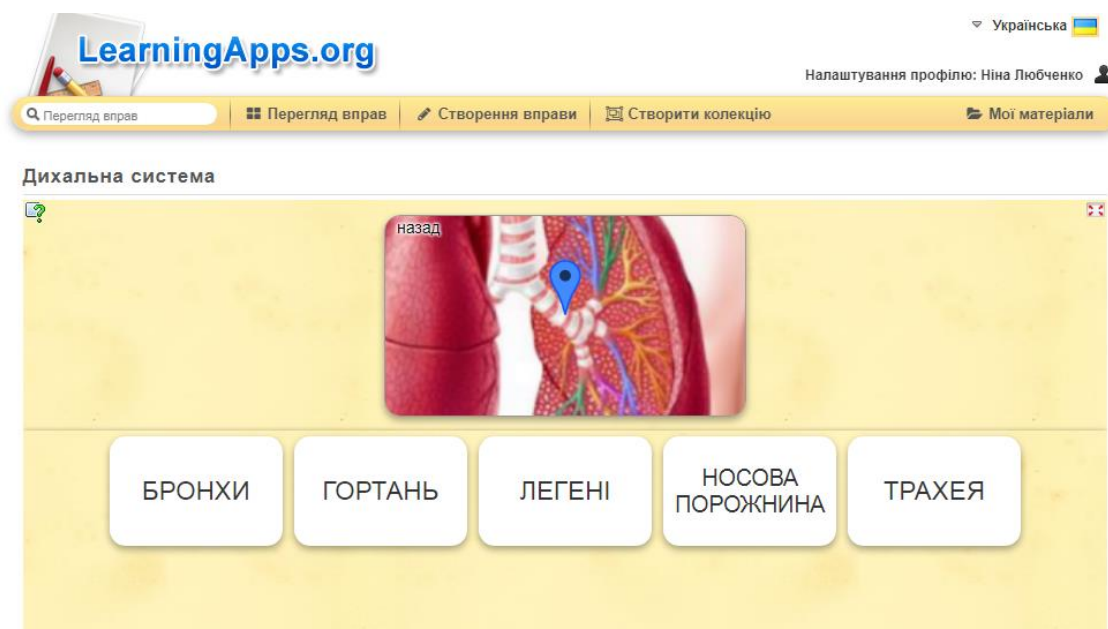 LearningApps.org
Українська
Налаштування профілю: Ніна Любченко
Перегляд вправ
Перегляд вправ
Створення вправи
Створити колекцію
Мої матеріали
Дихальна система
назад
БРОНХИ
ГОРТАНЬ
ЛЕГЕНІ
НОСОВА
ПОРОЖНИНА
ТРАХЕЯ